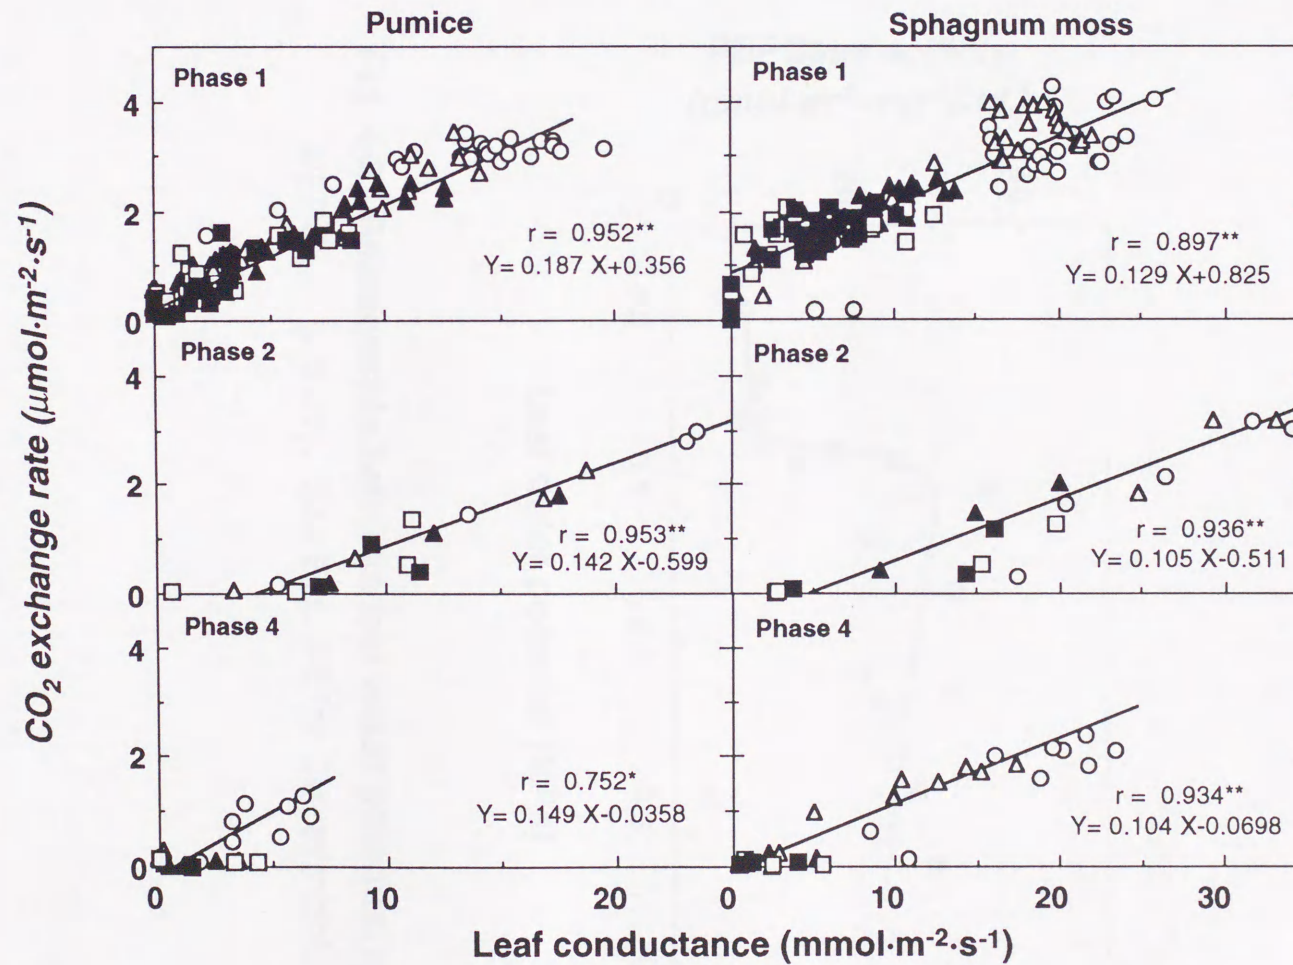 Pumice
Sphagnum moss
Phase 1
Phase 1
4
2
0
r = 0.952**
Y= 0.187 X+0.356
r = 0.897**
Y= 0.129 X+0.825
Phase 2
Phase 2
4
2
0
r = 0.953**
Y= 0.142 X-0.599
r = 0.936**
Y= 0.105 X-0.511
Phase 4
Phase 4
4
2
0
r = 0.752*
Y= 0.149 X-0.0358
r = 0.934**
Y= 0.104 X-0.0698
0 10 20 0 10 20 30
CO2 exchange rate (μmol·m-2·s-1)
Leaf conductance (mmol·m-2·s-1)